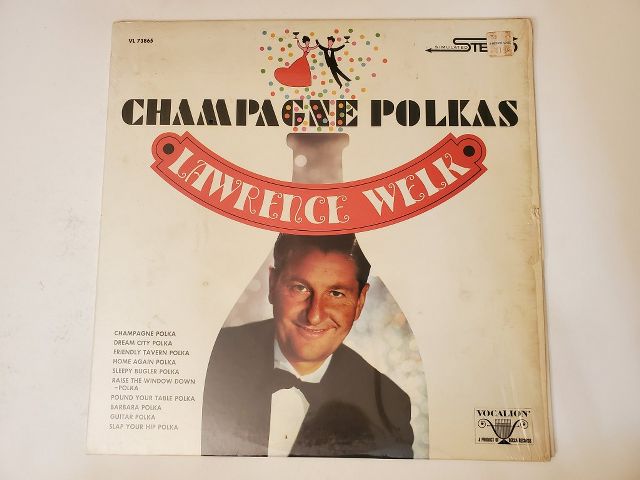 VL 73865
SIMULATED STEREO
CHAMPAGNE POLKAS
LAWRENCE WELK
CHAMPAGNE POLKA
DREAM CITY POLKA
FRIENDLY TAVERN POLKA
HOME AGAIN POLKA
SLEEPY BUGLER POLKA
RAISE THE WINDOW DOWN
—POLKA
POUND YOUR TABLE POLKA
BARBARA POLKA
GUITAR POLKA
SLAP YOUR HIP POLKA
VOCALION
A PRODUCT OF DECCA RECORDS